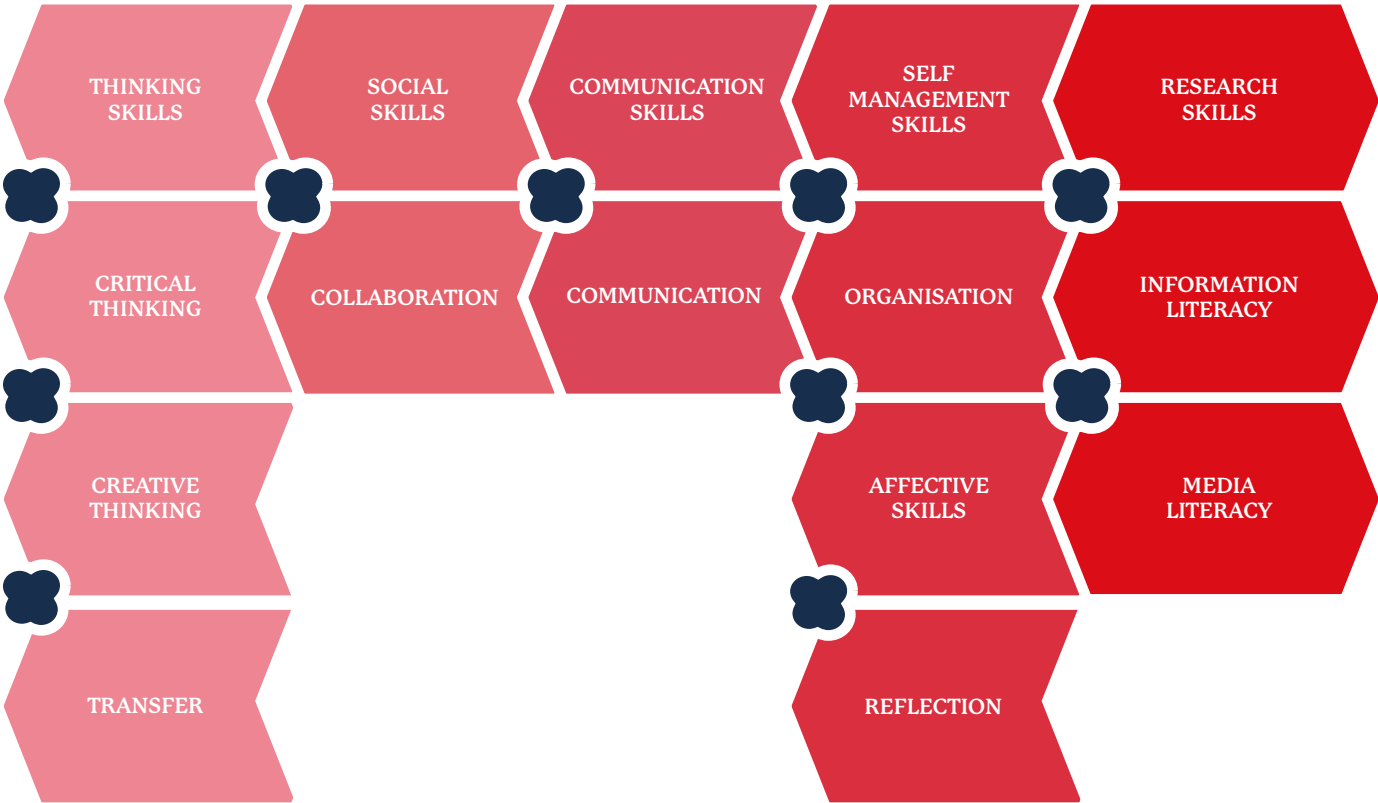 THINKING
SKILLS
SOCIAL
SKILLS
COMMUNICATION
SKILLS
SELF
MANAGEMENT
SKILLS
RESEARCH
SKILLS
CRITICAL
THINKING
COLLABORATION
COMMUNICATION
ORGANISATION
INFORMATION
LITERACY
CREATIVE
THINKING
AFFECTIVE
SKILLS
MEDIA
LITERACY
TRANSFER
REFLECTION